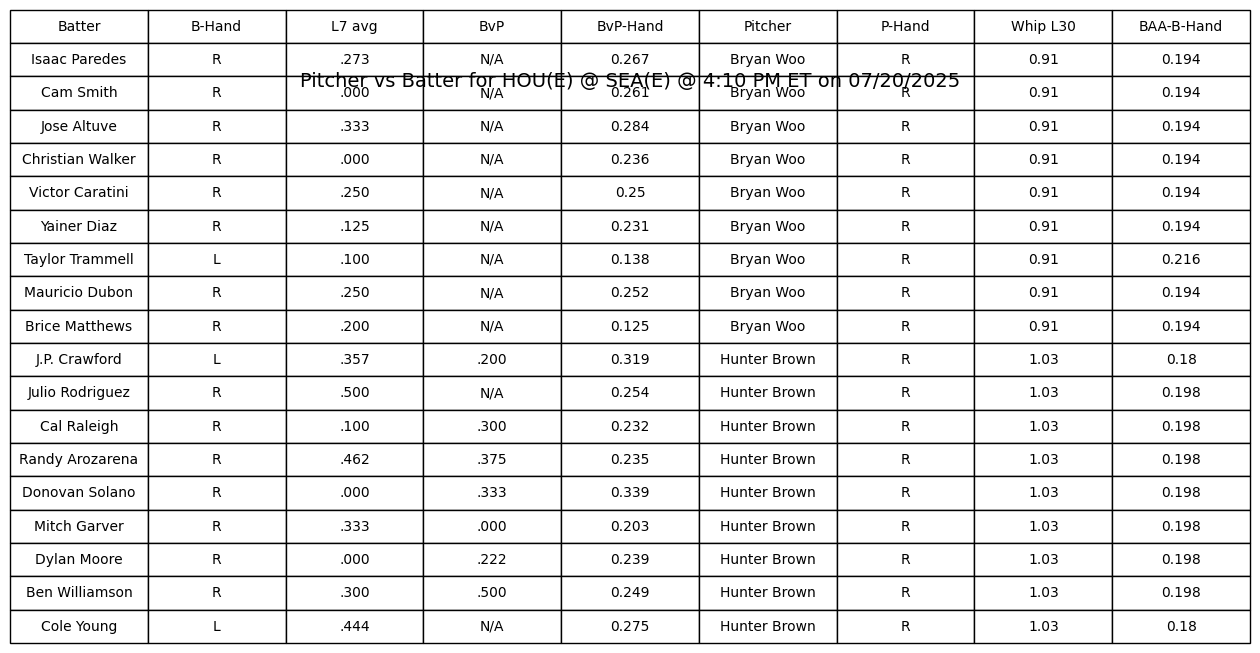 Batter B-Hand L7 avg BvP BvP-Hand Pitcher P-Hand Whip L30 BAA-B-Hand
Isaac Paredes R .273 N/A 0.267 Bryan Woo R 0.91 0.194
Pitcher vs Batter for HOU(E) @ SEA(E) @ 4:10 PM ET on 07/20/2025
Cam Smith R .000 N/A 0.261 Bryan Woo R 0.91 0.194
Jose Altuve R .333 N/A 0.284 Bryan Woo R 0.91 0.194
Christian Walker R .000 N/A 0.236 Bryan Woo R 0.91 0.194
Victor Caratini R .250 N/A 0.25 Bryan Woo R 0.91 0.194
Yainer Diaz R .125 N/A 0.231 Bryan Woo R 0.91 0.194
Taylor Trammell L .100 N/A 0.138 Bryan Woo R 0.91 0.216
Mauricio Dubon R .250 N/A 0.252 Bryan Woo R 0.91 0.194
Brice Matthews R .200 N/A 0.125 Bryan Woo R 0.91 0.194
J.P. Crawford L .357 .200 0.319 Hunter Brown R 1.03 0.18
Julio Rodriguez R .500 N/A 0.254 Hunter Brown R 1.03 0.198
Cal Raleigh R .100 .300 0.232 Hunter Brown R 1.03 0.198
Randy Arozarena R .462 .375 0.235 Hunter Brown R 1.03 0.198
Donovan Solano R .000 .333 0.339 Hunter Brown R 1.03 0.198
Mitch Garver R .333 .000 0.203 Hunter Brown R 1.03 0.198
Dylan Moore R .000 .222 0.239 Hunter Brown R 1.03 0.198
Ben Williamson R .300 .500 0.249 Hunter Brown R 1.03 0.198
Cole Young L .444 N/A 0.275 Hunter Brown R 1.03 0.18